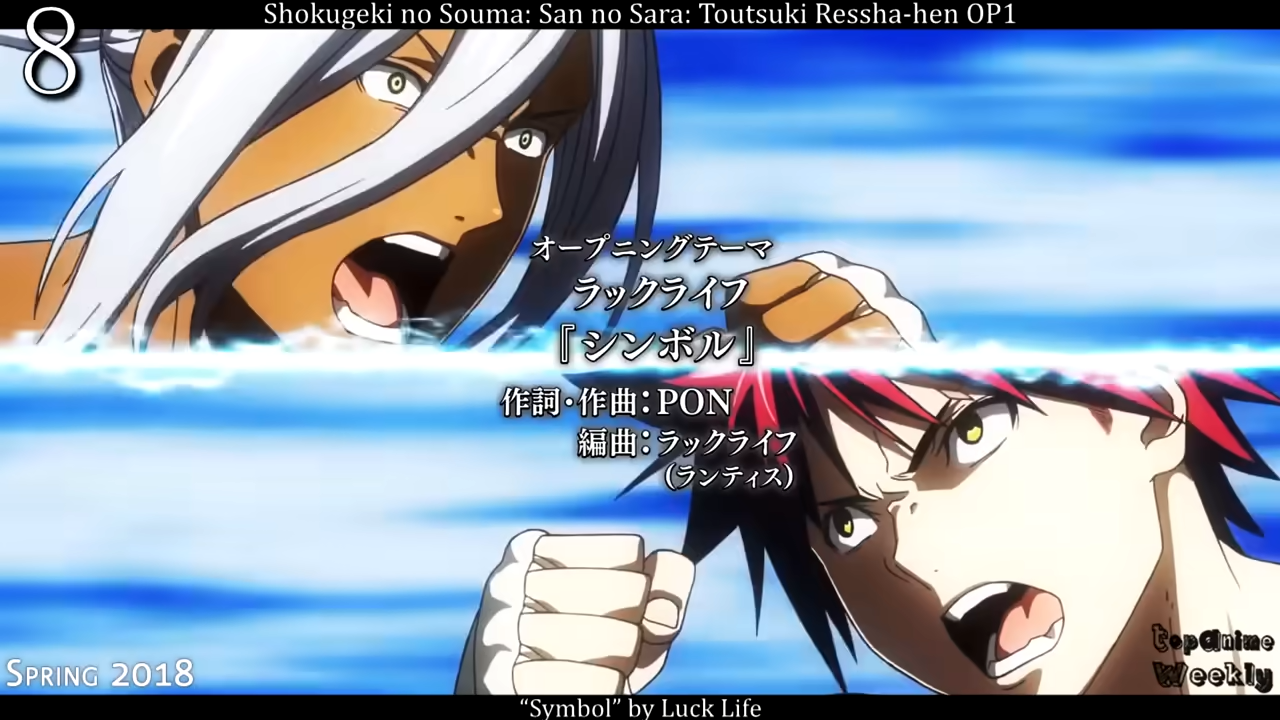 Shokugeki no Souma: San no Sara: Toutsuki Ressha-hen OP1
8
オープニングテーマ
ラックライフ
『シンボル』
作詞・作曲：PON
編曲：ラックライフ
(ランティス)
topanime
Weekly
SPRING 2018
“Symbol” by Luck Life